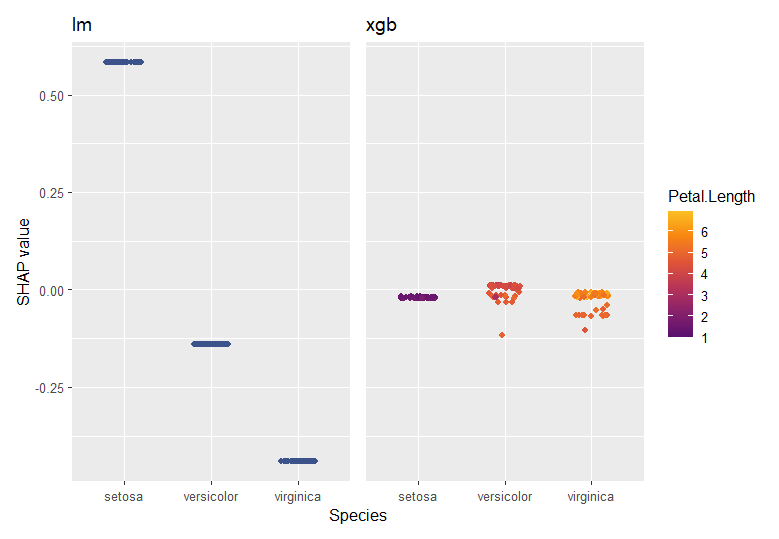 lm
xgb
SHAP value
0.50
0.25
0.00
-0.25
setosa
versicolor
virginica
setosa
versicolor
virginica
Species
Petal.Length
6
5
4
3
2
1